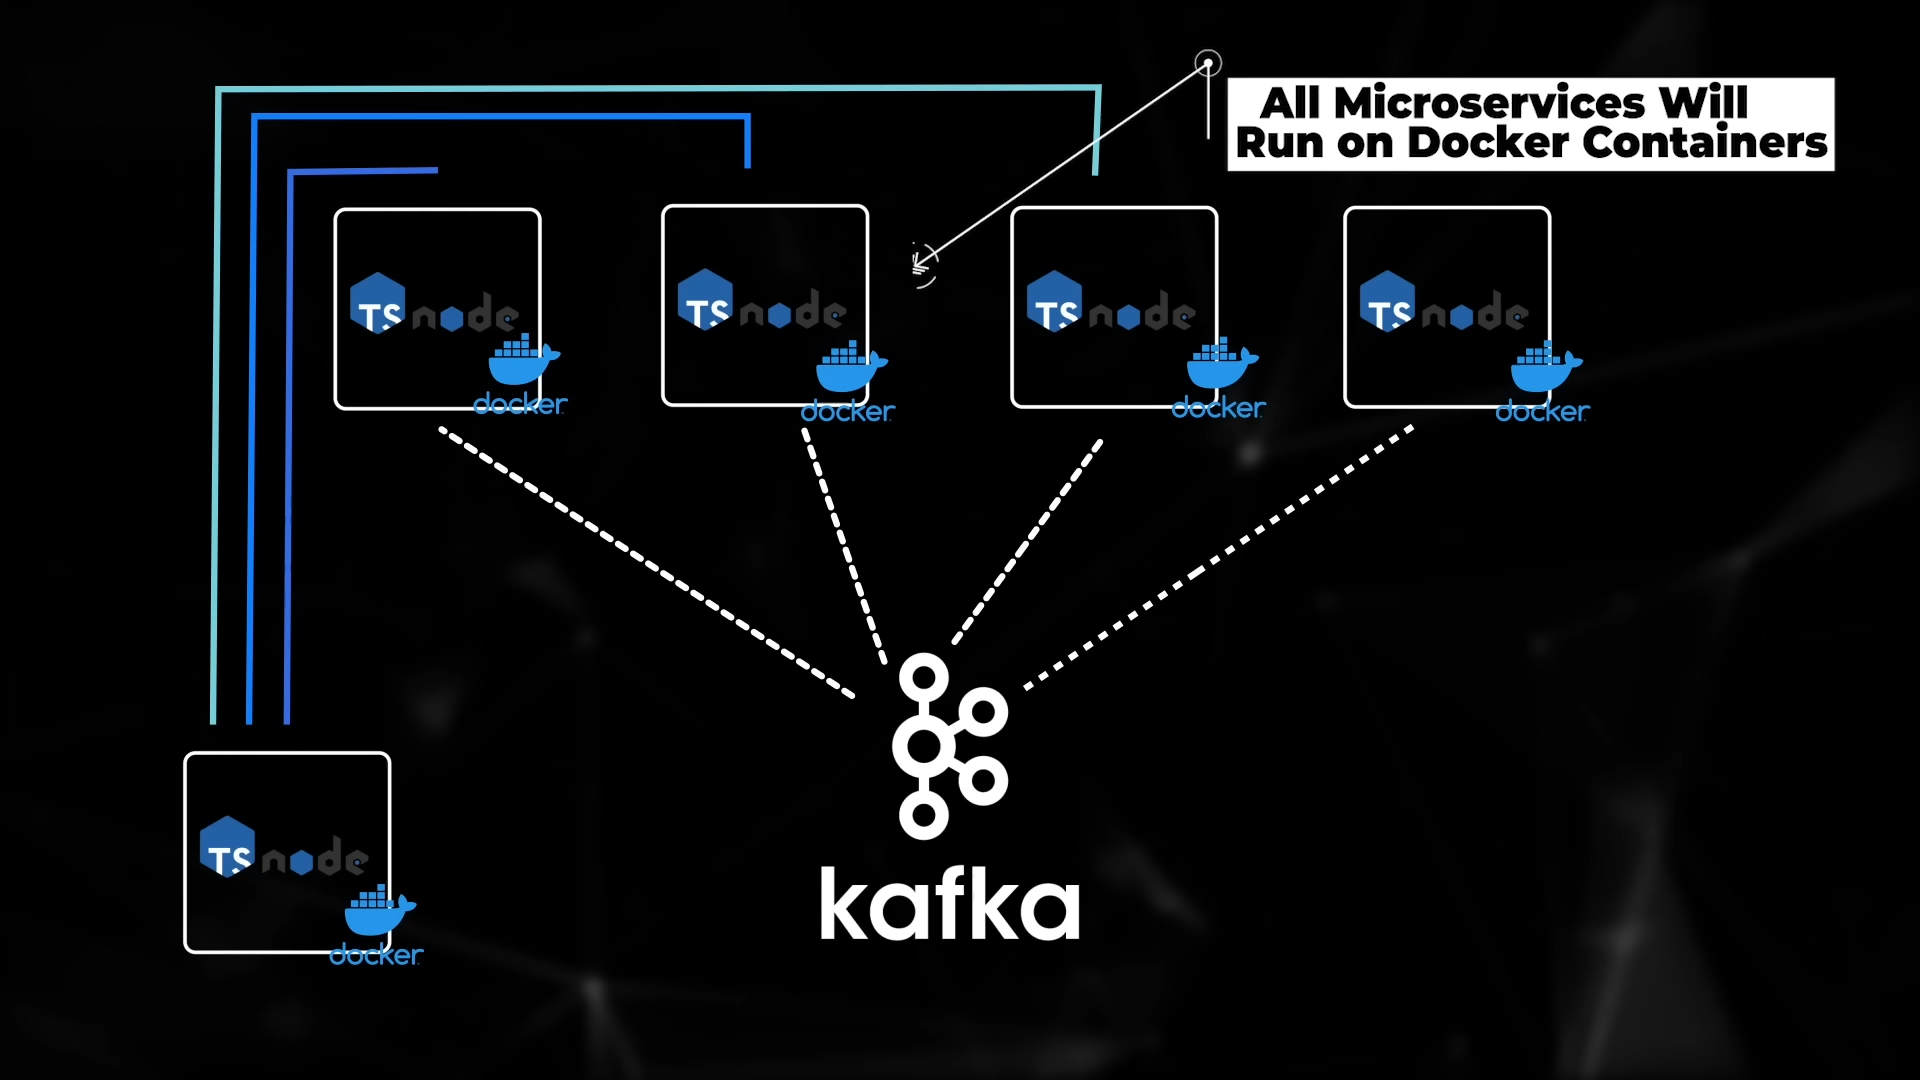 All Microservices Will
Run on Docker Containers
TS node
docker
TS node
docker
TS node
docker
TS node
docker
TS node
docker
kafka